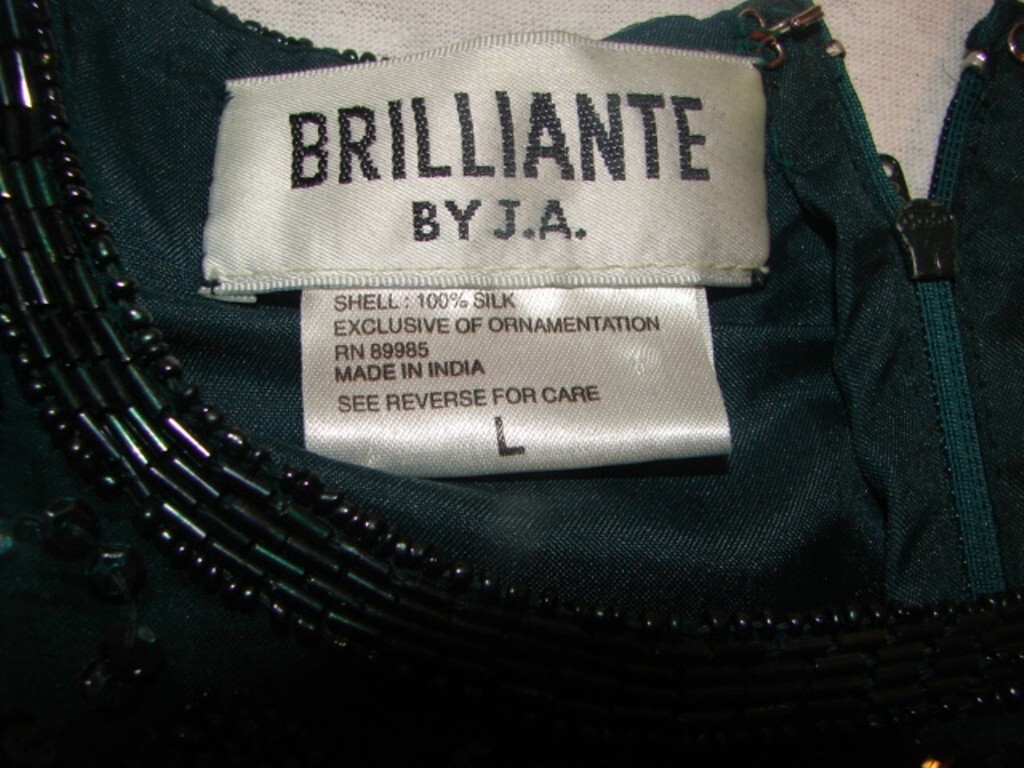 BRILLIANTE
BY J.A.
SHELL : 100% SILK
EXCLUSIVE OF ORNAMENTATION
RN 89985
MADE IN INDIA
SEE REVERSE FOR CARE
L